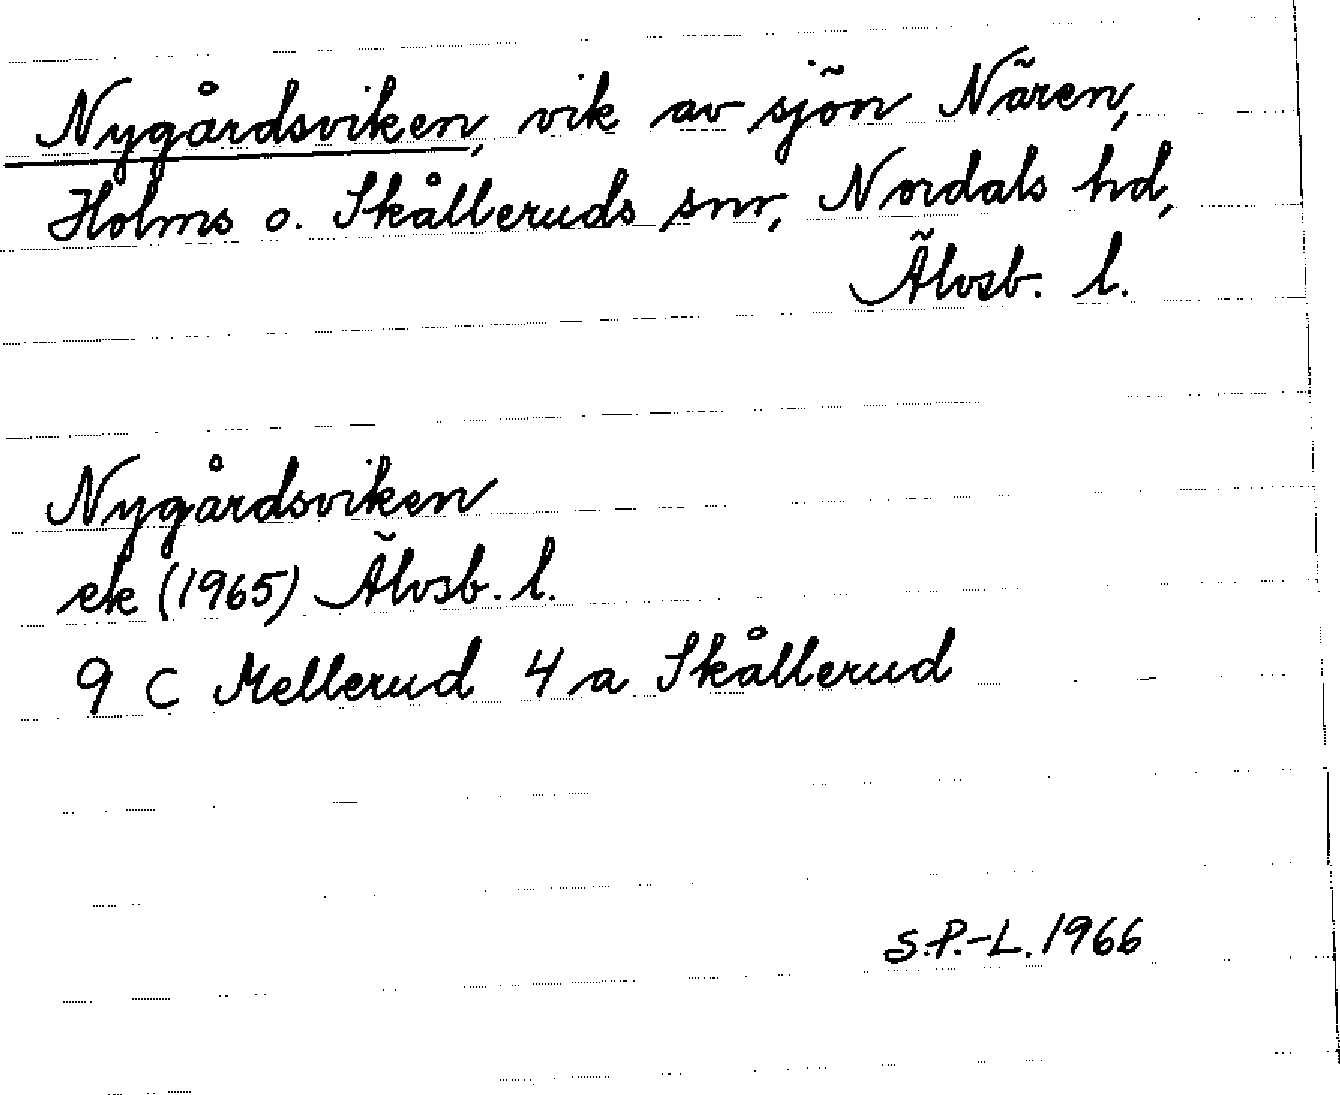 Nygårdsviken, vik av sjön Nären,
Holms o. Skålleruds snr, Nordals hd,
Älvsb. l.
Nygårdsviken
ek (1965) Älvsb. l.
9 C Mellerud 4 a Skållerud
S.P.-L. 1966